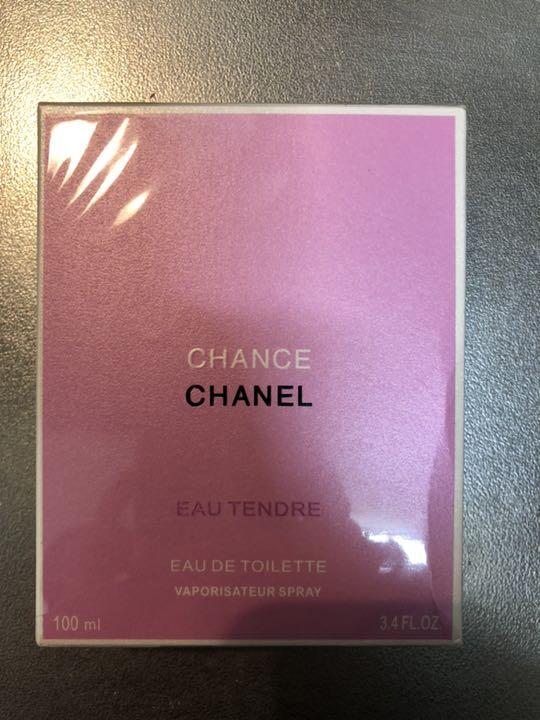 CHANCE
CHANEL
EAU TENDRE
EAU DE TOILETTE
VAPORISATEUR SPRAY
100 ml
3.4 FL.OZ.